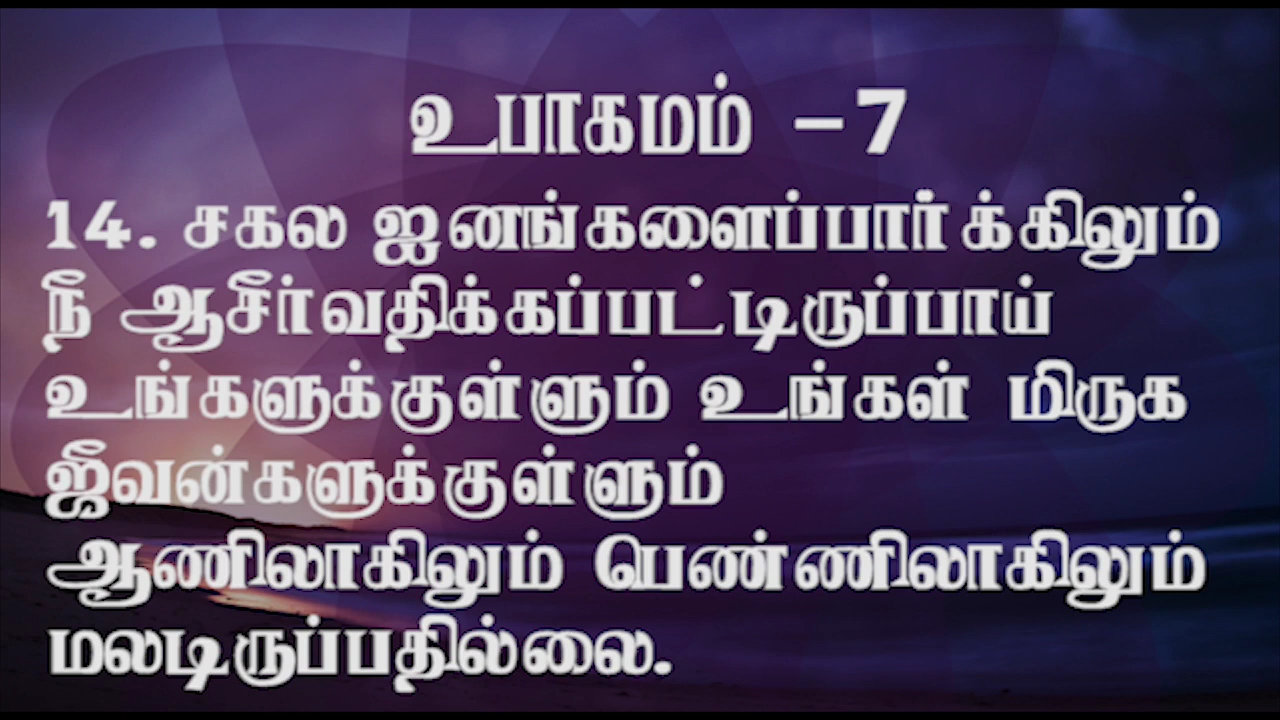 உபாகமம் –7
14. சகல ஜனங்களைப்பார்க்கிலும்
நீ ஆசீர்வதிக்கப்பட்டிருப்பாய்
உங்களுக்குள்ளும் உங்கள் மிருக
ஜீவன்களுக்குள்ளும்
ஆணிலாகிலும் பெண்ணிலாகிலும்
மலடிருப்பதில்லை.